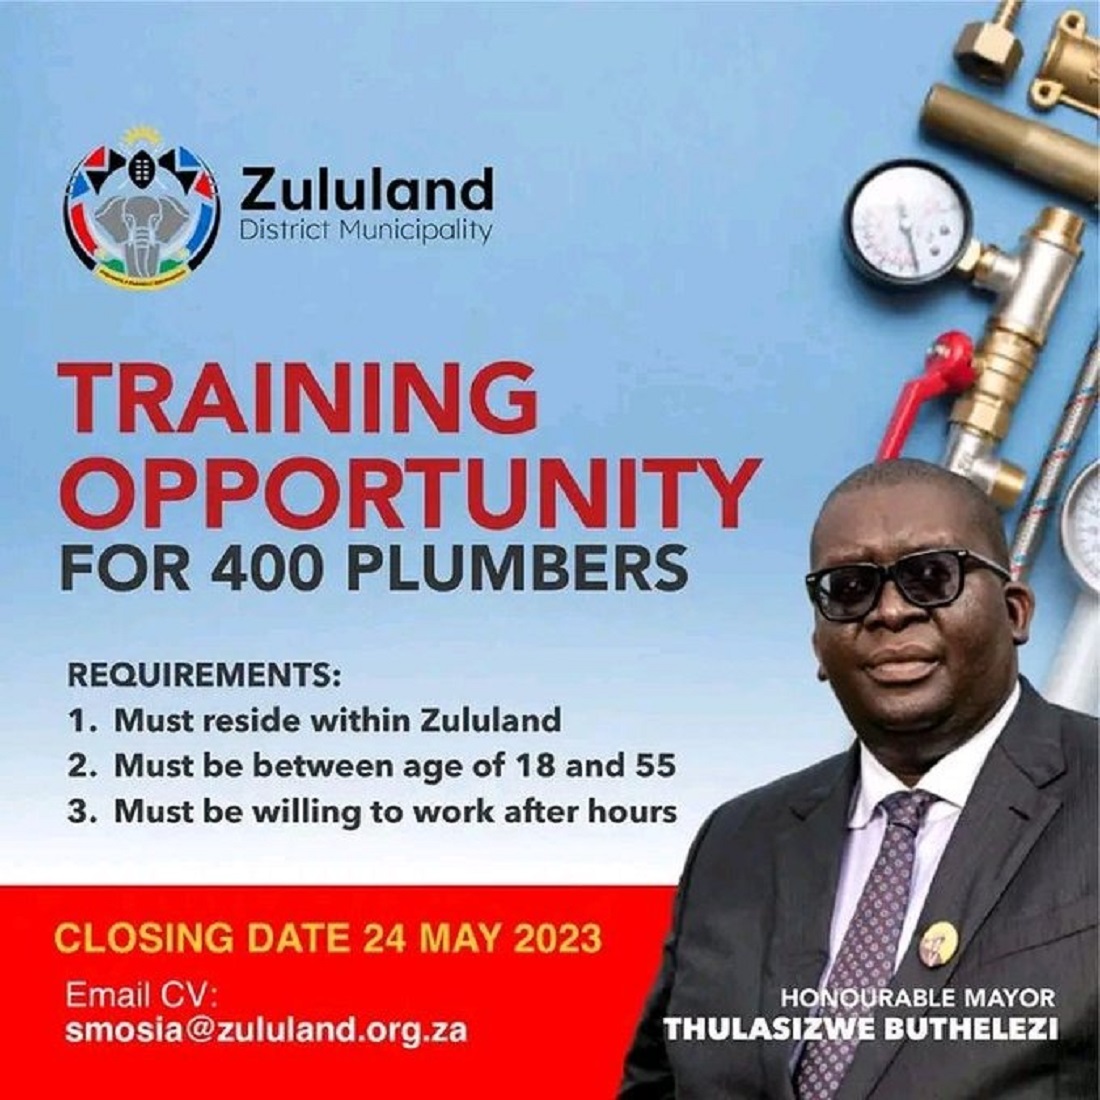 Zululand
District Municipality
TRAINING
OPPORTUNITY
FOR 400 PLUMBERS
REQUIREMENTS:
1. Must reside within Zululand
2. Must be between age of 18 and 55
3. Must be willing to work after hours
CLOSING DATE 24 MAY 2023
Email CV:
smosia@zululand.org.za
HONOURABLE MAYOR
THULASIZWE BUTHELEZI